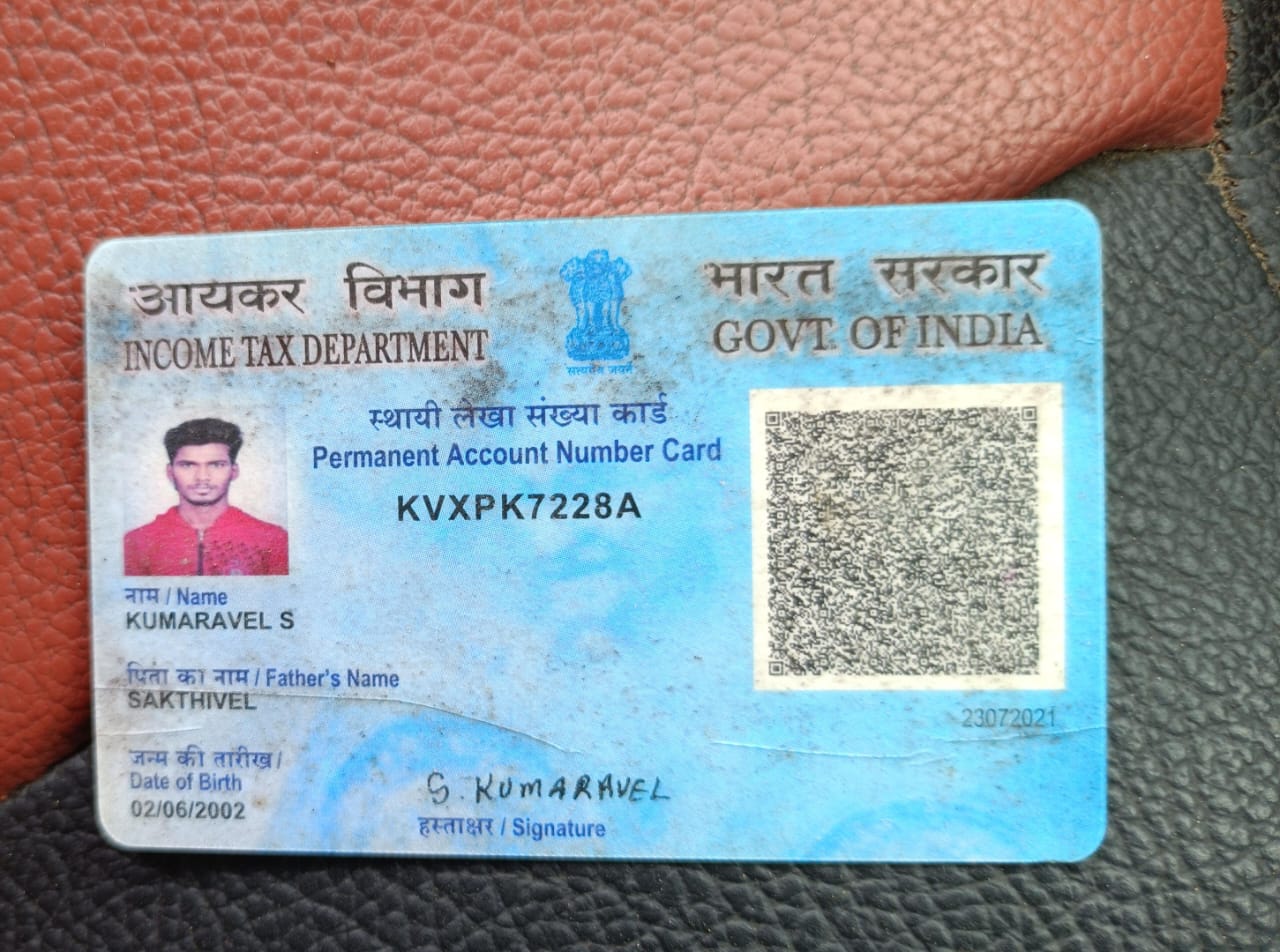 आयकर विभाग
INCOME TAX DEPARTMENT
सत्यमेव जयते
भारत सरकार
GOVT. OF INDIA
स्थायी लेखा संख्या कार्ड
Permanent Account Number Card
KVXPK7228A
नाम / Name
KUMARAVEL S
पिता का नाम / Father's Name
SAKTHIVEL
23072021
जन्म की तारीख /
Date of Birth
02/06/2002
S. KUMARAVEL
हस्ताक्षर / Signature